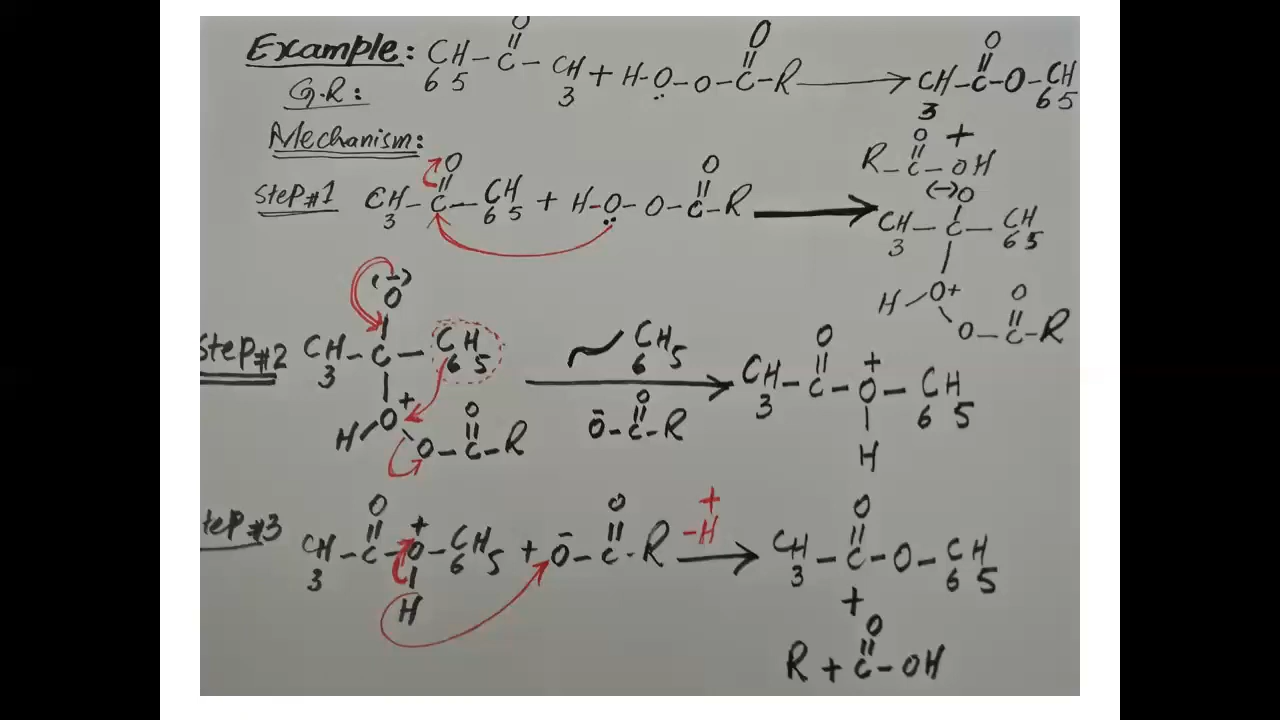 Example: C6H5-C(=O)-CH3 + H-O-O-C(=O)-R → CH3-C(=O)-O-C6H5
G.R: + R-C(=O)-OH
Mechanism:
Step#1 CH3-C(=O)-C6H5 + H-O-O-C(=O)-R → CH3-C(O(-))(-O+(H)-O-C(=O)-R)-C6H5
Step#2 CH3-C(O(-))(-O+(H)-O-C(=O)-R)-C6H5 ~C6H5 → CH3-C(=O)-O+(H)-C6H5
Ō-C(=O)-R
teP#3 CH3-C(=O)-O+(H)-C6H5 + Ō-C(=O)-R -H+ → CH3-C(=O)-O-C6H5
+
R+C(=O)-OH